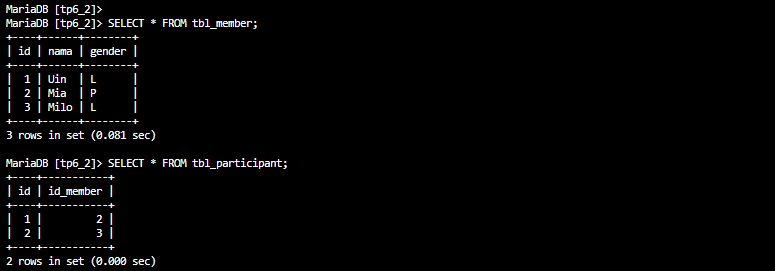 MariaDB [tp6_2]>
MariaDB [tp6_2]> SELECT * FROM tbl_member;
+----+------+--------+
| id | nama | gender |
+----+------+--------+
|  1 | Uin  | L      |
|  2 | Mia  | P      |
|  3 | Milo | L      |
+----+------+--------+
3 rows in set (0.081 sec)
MariaDB [tp6_2]> SELECT * FROM tbl_participant;
+----+-----------+
| id | id_member |
+----+-----------+
|  1 |         2 |
|  2 |         3 |
+----+-----------+
2 rows in set (0.000 sec)